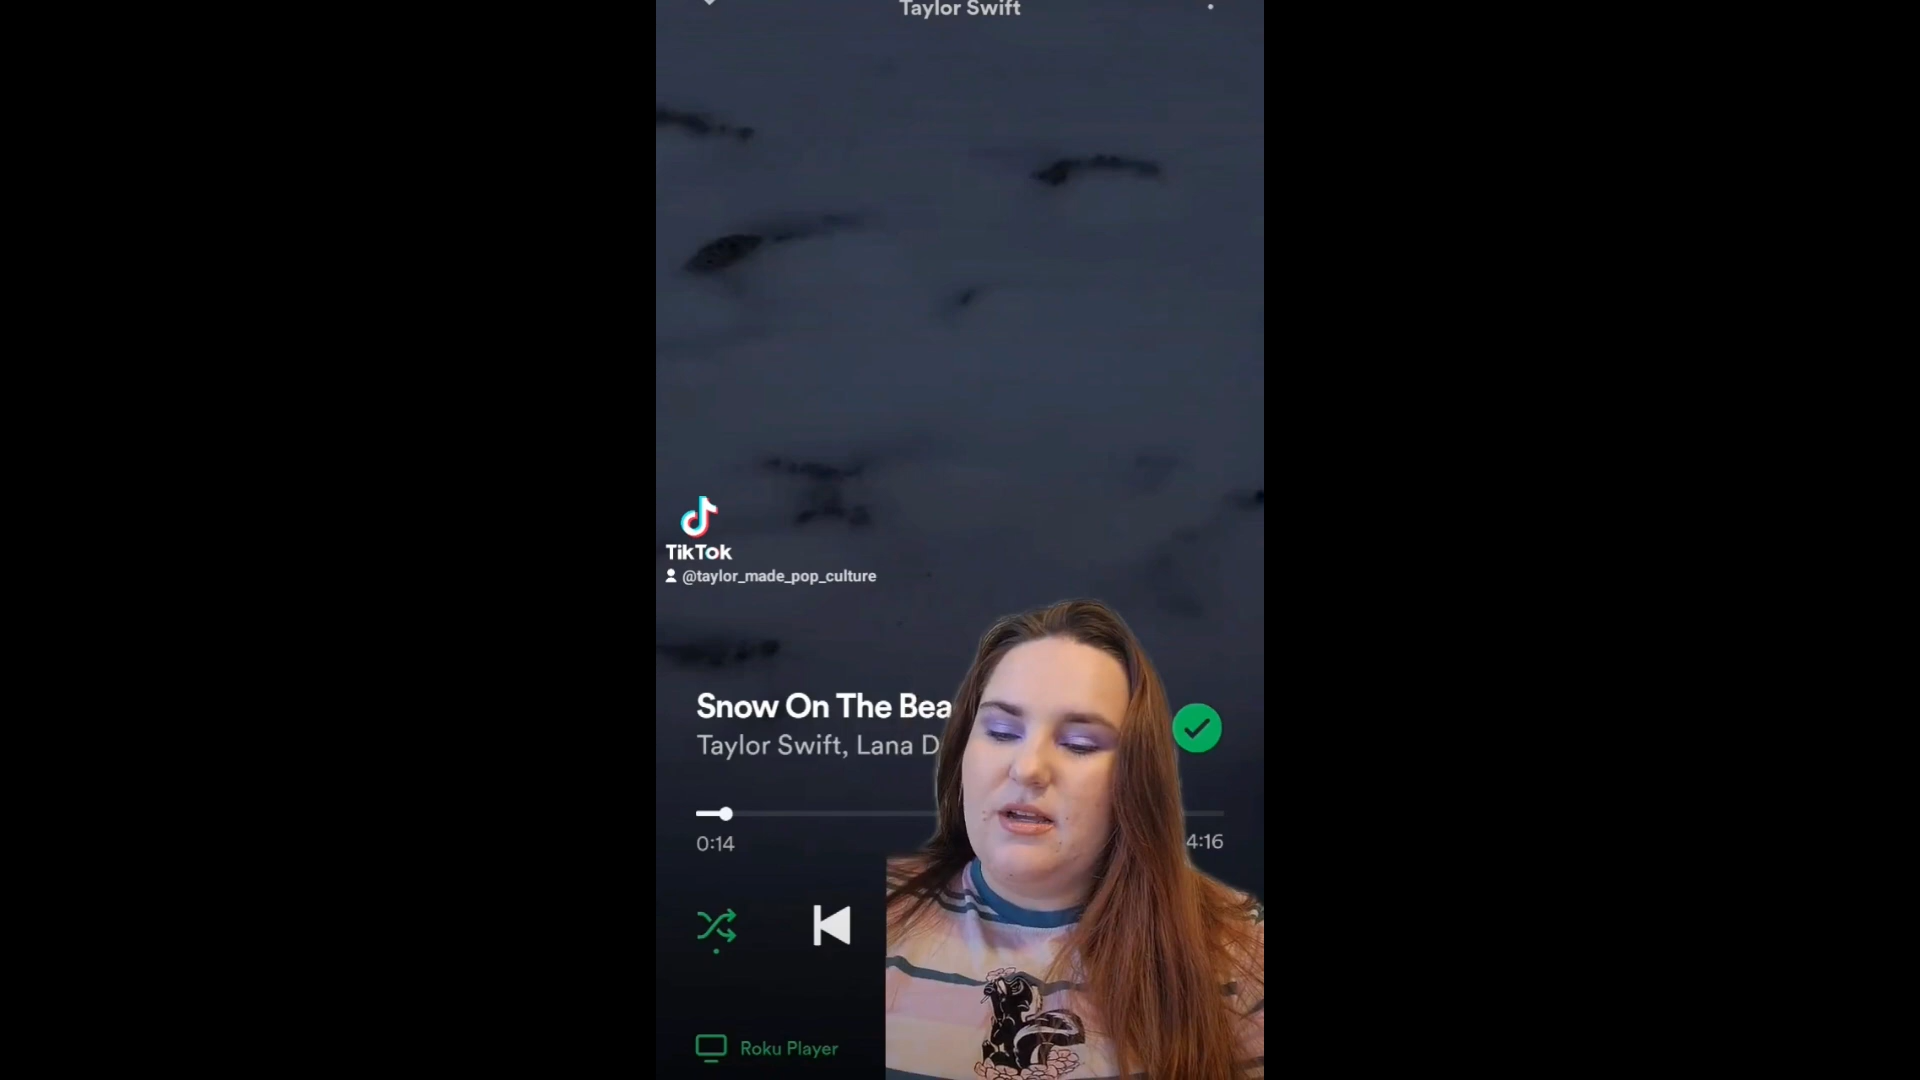 Taylor Swift
TikTok
@taylor_made_pop_culture
Snow On The Bea
Taylor Swift, Lana D
0:14
4:16
Roku Player